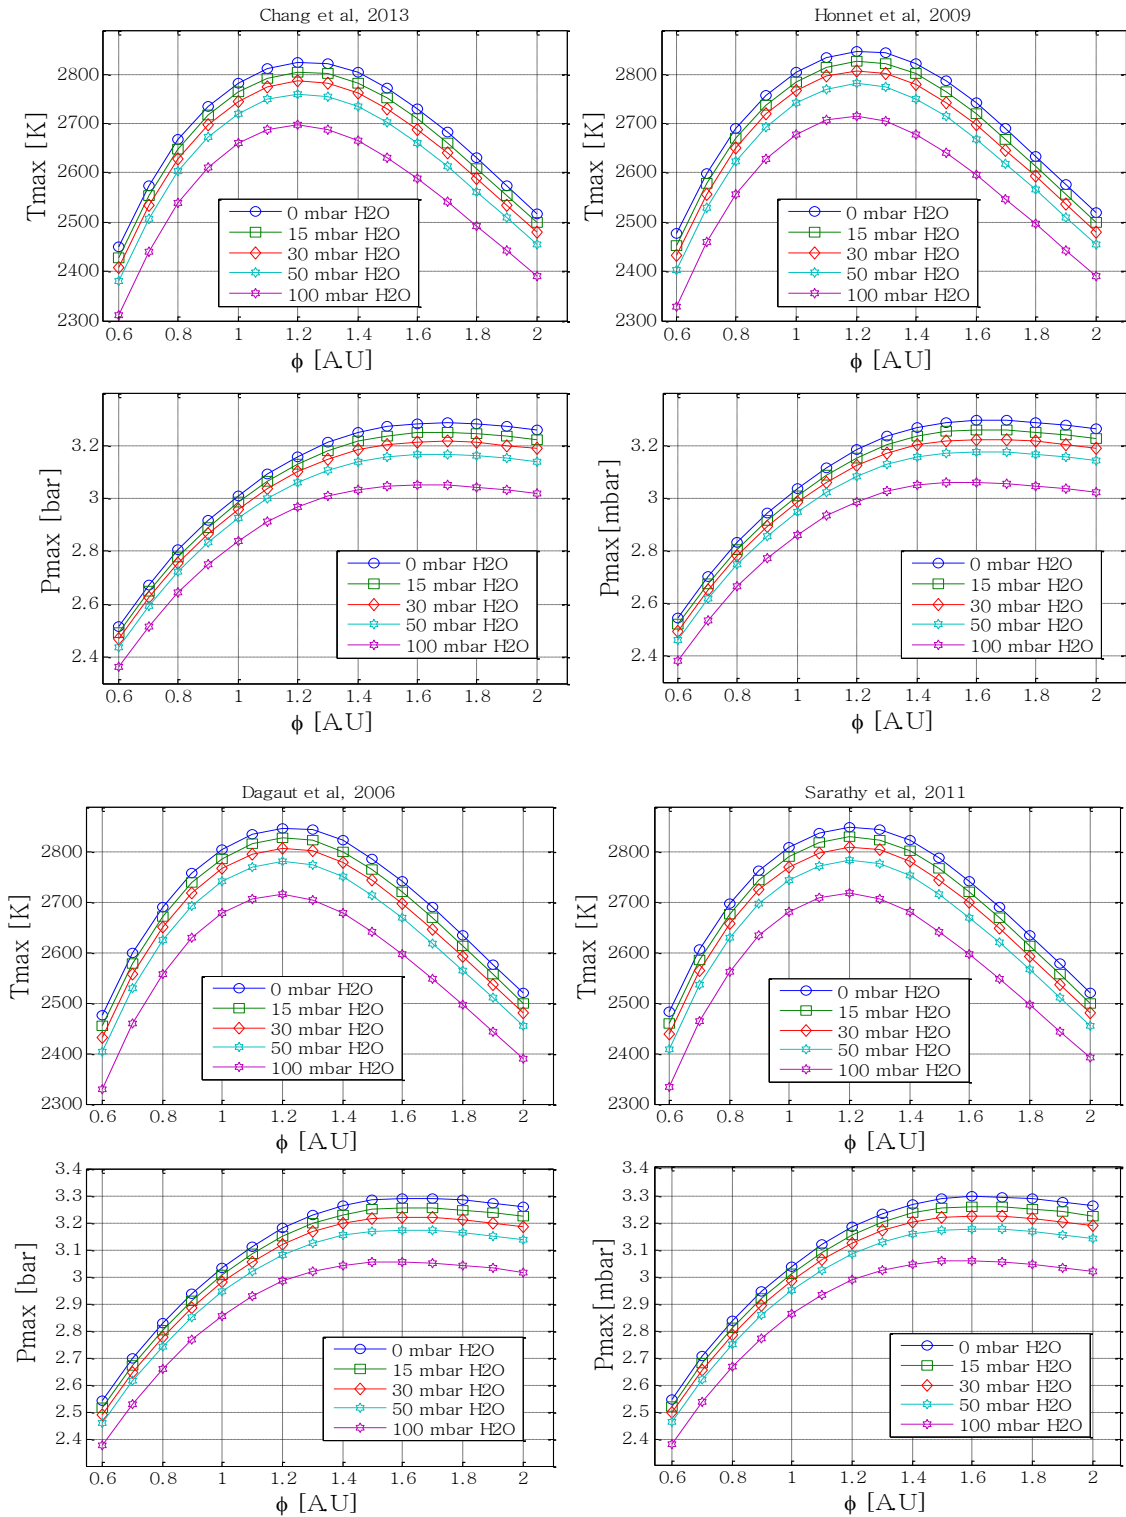 Chang et al, 2013
Tmax [K]
2800
2700
2600
2500
2400
2300
0 mbar H2O
15 mbar H2O
30 mbar H2O
50 mbar H2O
100 mbar H2O
0.6 0.8 1 1.2 1.4 1.6 1.8 2
ϕ [A.U]
Honnet et al, 2009
Tmax [K]
2800
2700
2600
2500
2400
2300
0 mbar H2O
15 mbar H2O
30 mbar H2O
50 mbar H2O
100 mbar H2O
0.6 0.8 1 1.2 1.4 1.6 1.8 2
ϕ [A.U]
Pmax [bar]
3.2
3
2.8
2.6
2.4
0 mbar H2O
15 mbar H2O
30 mbar H2O
50 mbar H2O
100 mbar H2O
0.6 0.8 1 1.2 1.4 1.6 1.8 2
ϕ [A.U]
Pmax[mbar]
3.2
3
2.8
2.6
2.4
0 mbar H2O
15 mbar H2O
30 mbar H2O
50 mbar H2O
100 mbar H2O
0.6 0.8 1 1.2 1.4 1.6 1.8 2
ϕ [A.U]
Dagaut et al, 2006
Tmax [K]
2800
2700
2600
2500
2400
2300
0 mbar H2O
15 mbar H2O
30 mbar H2O
50 mbar H2O
100 mbar H2O
0.6 0.8 1 1.2 1.4 1.6 1.8 2
ϕ [A.U]
Sarathy et al, 2011
Tmax [K]
2800
2700
2600
2500
2400
2300
0 mbar H2O
15 mbar H2O
30 mbar H2O
50 mbar H2O
100 mbar H2O
0.6 0.8 1 1.2 1.4 1.6 1.8 2
ϕ [A.U]
Pmax [bar]
3.4
3.3
3.2
3.1
3
2.9
2.8
2.7
2.6
2.5
2.4
0 mbar H2O
15 mbar H2O
30 mbar H2O
50 mbar H2O
100 mbar H2O
0.6 0.8 1 1.2 1.4 1.6 1.8 2
ϕ [A.U]
Pmax[mbar]
3.4
3.3
3.2
3.1
3
2.9
2.8
2.7
2.6
2.5
2.4
0 mbar H2O
15 mbar H2O
30 mbar H2O
50 mbar H2O
100 mbar H2O
0.6 0.8 1 1.2 1.4 1.6 1.8 2
ϕ [A.U]